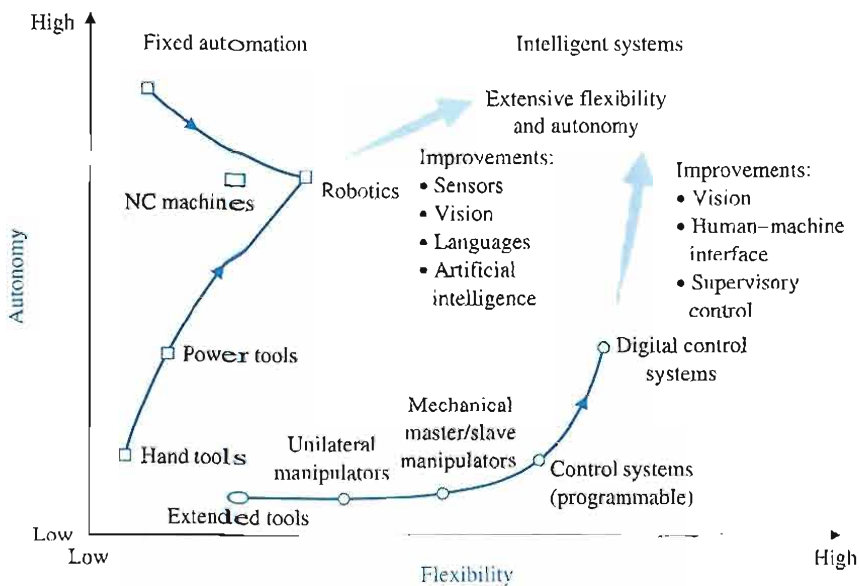 High
Fixed automation
Intelligent systems
Extensive flexibility
and autonomy
Improvements:
• Sensors
• Vision
• Languages
• Artificial
intelligence
Improvements:
• Vision
• Human–machine
interface
• Supervisory
control
NC machines
Robotics
Autonomy
Power tools
Digital control
systems
Hand tools
Unilateral
manipulators
Mechanical
master/slave
manipulators
Control systems
(programmable)
Extended tools
Low
Low
Flexibility
High